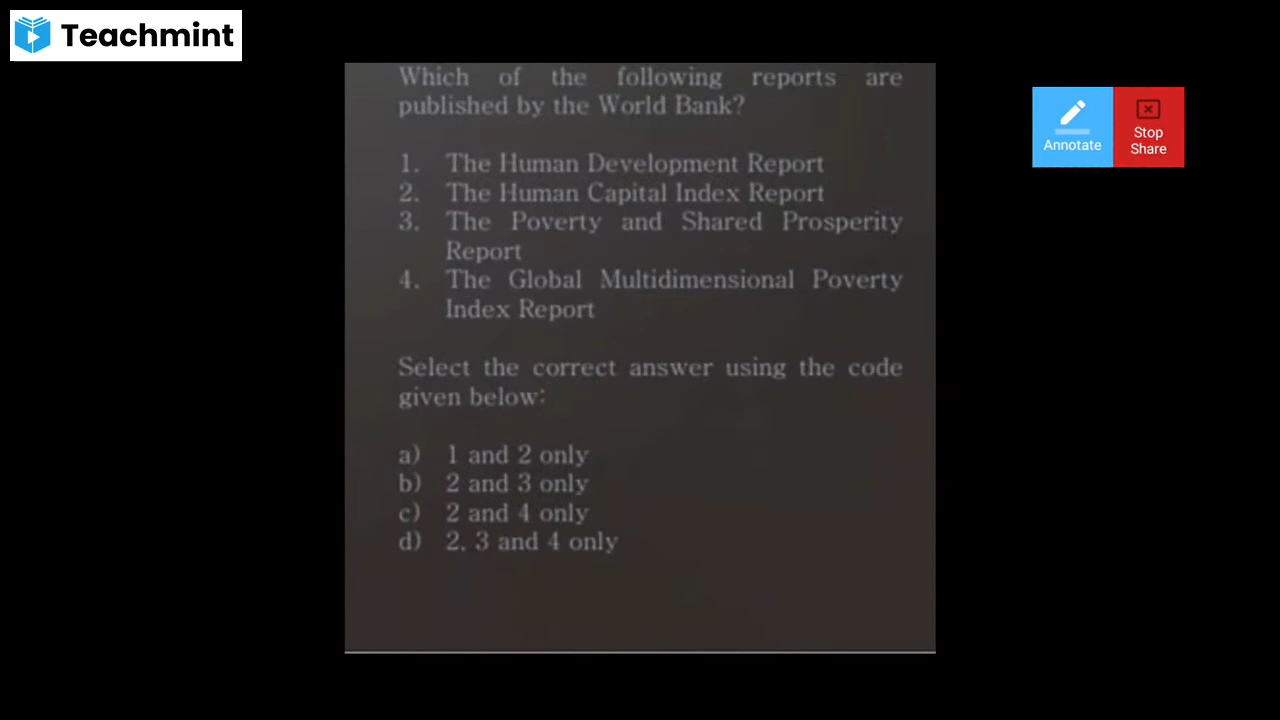 Teachmint
Which of the following reports are
published by the World Bank?
1. The Human Development Report
2. The Human Capital Index Report
3. The Poverty and Shared Prosperity
Report
4. The Global Multidimensional Poverty
Index Report
Select the correct answer using the code
given below:
a) 1 and 2 only
b) 2 and 3 only
c) 2 and 4 only
d) 2, 3 and 4 only
Annotate
Stop
Share